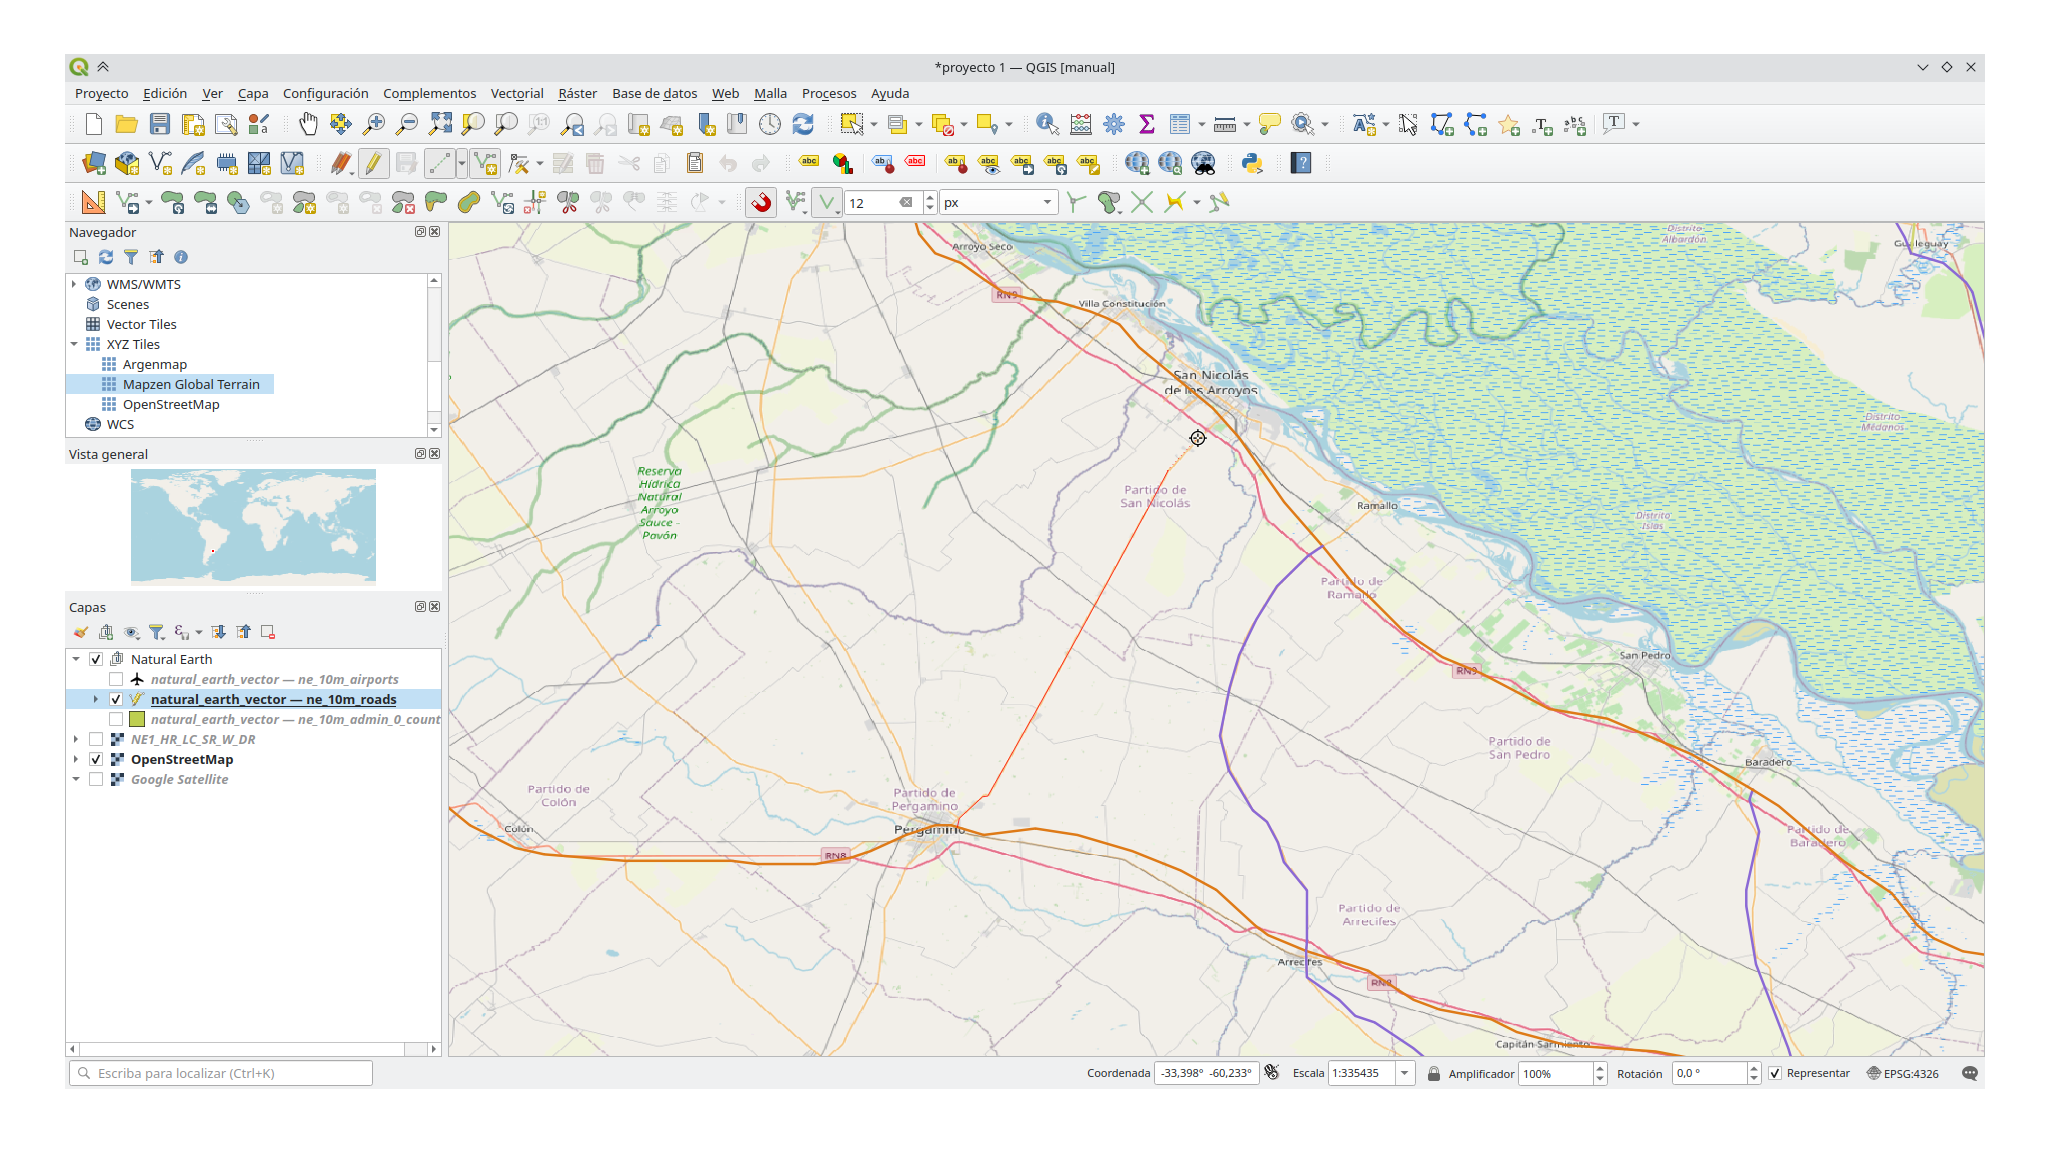 *proyecto 1 — QGIS [manual]
Proyecto Edición Ver Capa Configuración Complementos Vectorial Ráster Base de datos Web Malla Procesos Ayuda
12 px
Navegador
WMS/WMTS
Scenes
Vector Tiles
XYZ Tiles
Argenmap
Mapzen Global Terrain
OpenStreetMap
WCS
Vista general
Capas
Natural Earth
natural_earth_vector — ne_10m_airports
natural_earth_vector — ne_10m_roads
natural_earth_vector — ne_10m_admin_0_count
NE1_HR_LC_SR_W_DR
OpenStreetMap
Google Satellite
Arroyo Seco
Distrito
Albardón
Gualeguay
RN9
Villa Constitución
San Nicolás
de los Arroyos
Distrito
Médanos
Reserva
Hídrica
Natural
Arroyo
Sauce -
Pavón
Partido de
San Nicolás
Ramallo
Distrito
Islas
Partido de
Ramallo
San Pedro
RN9
Partido de
San Pedro
Baradero
Partido de
Colón
Partido de
Pergamino
Colón
Pergamino
Partido de
Baradero
RN8
Partido de
Arrecifes
Arrecifes
RN8
Capitán Sarmiento
Escriba para localizar (Ctrl+K)
Coordenada -33,398° -60,233° Escala 1:335435 Amplificador 100% Rotación 0,0 ° Representar EPSG:4326